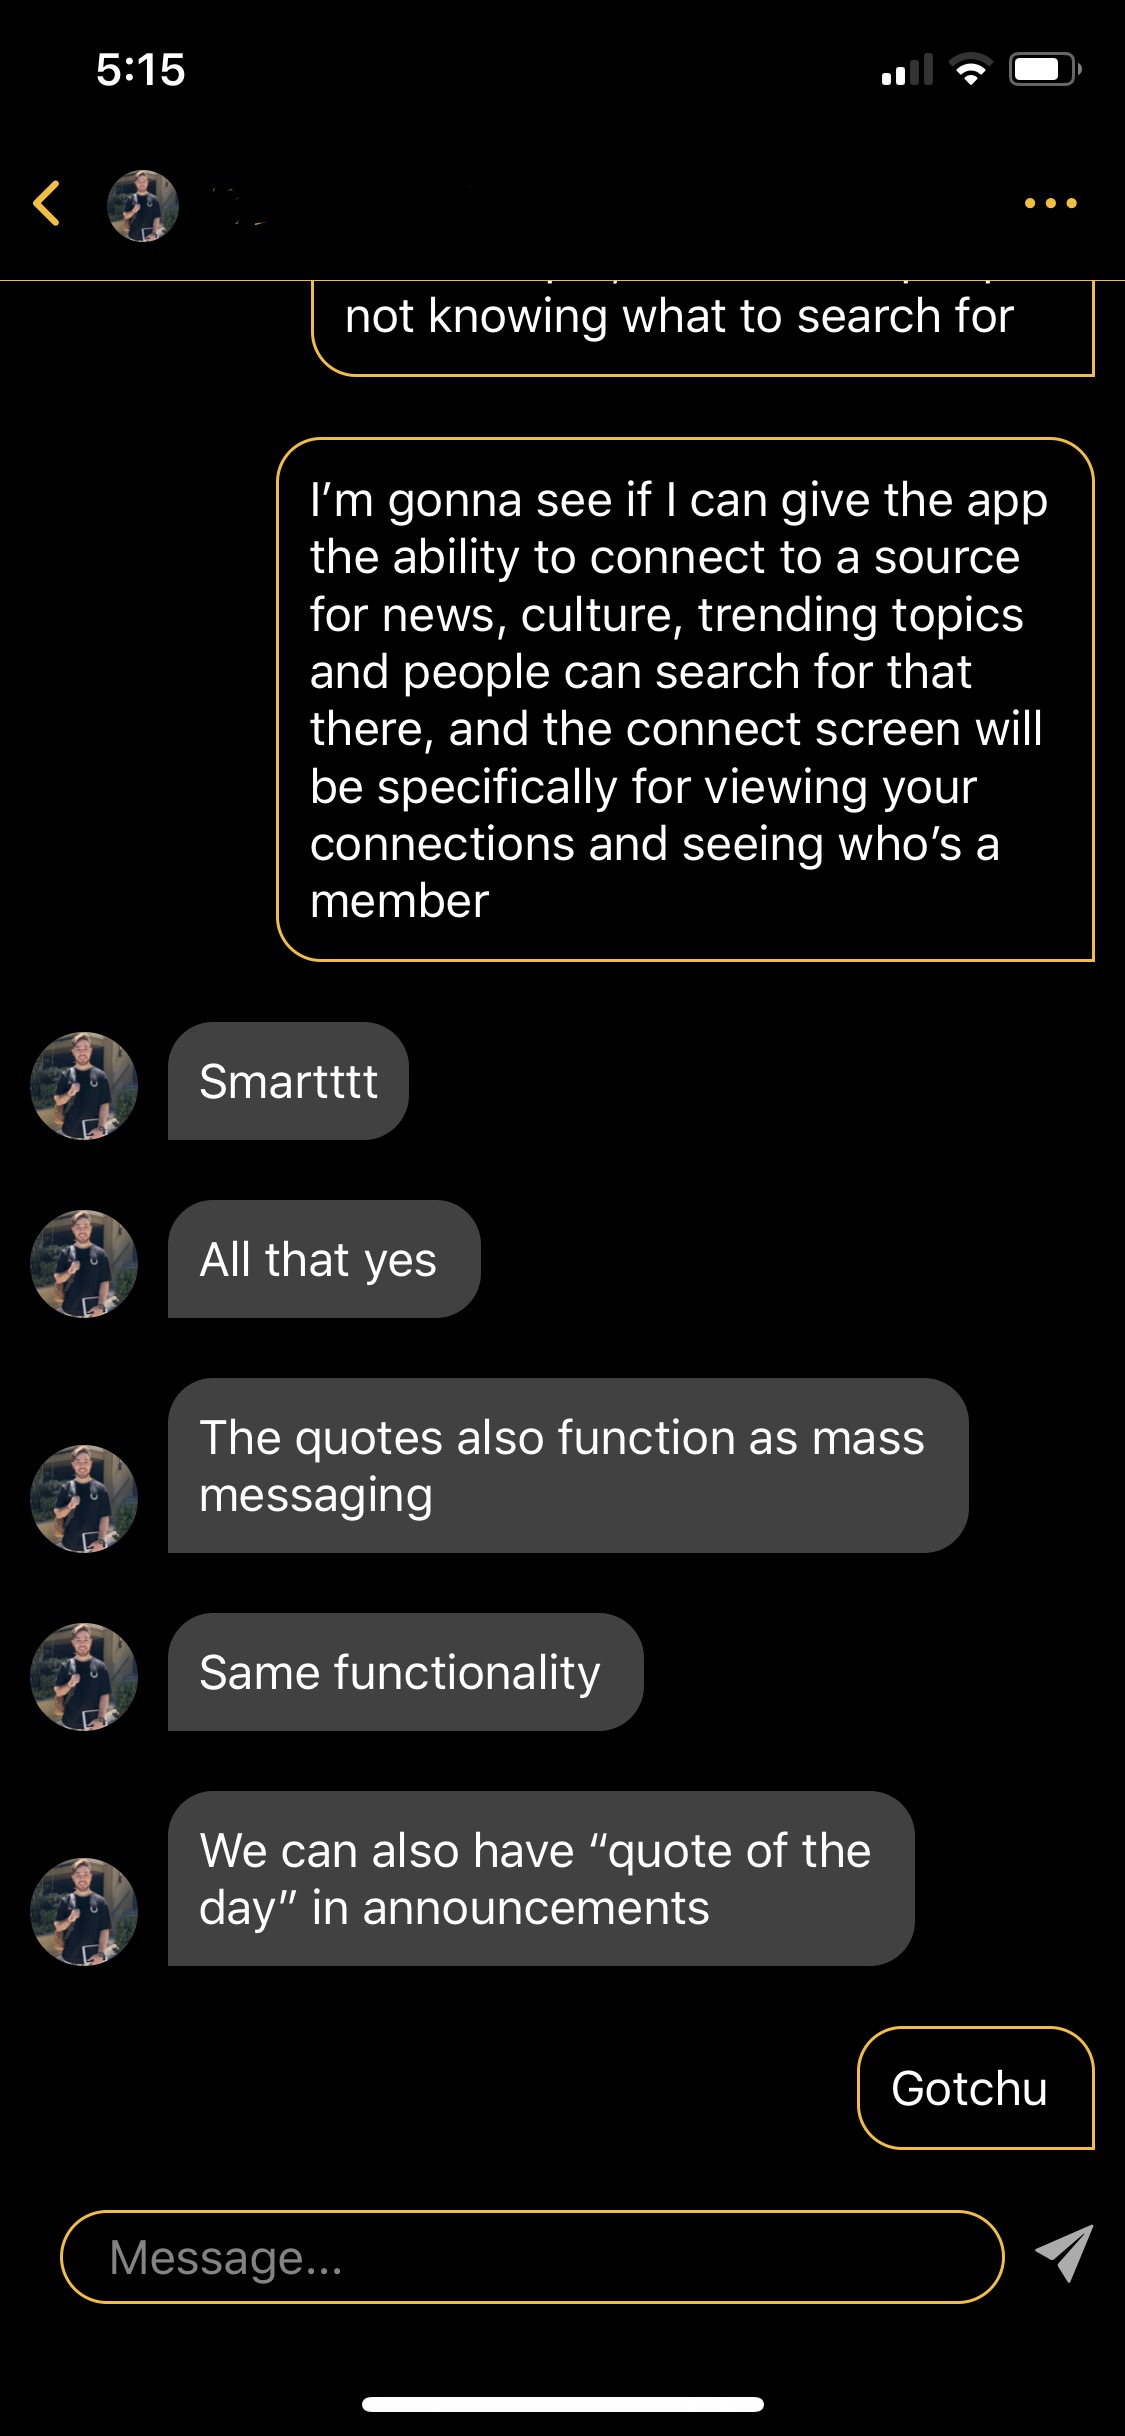 5:15
not knowing what to search for
I’m gonna see if I can give the app
the ability to connect to a source
for news, culture, trending topics
and people can search for that
there, and the connect screen will
be specifically for viewing your
connections and seeing who’s a
member
Smartttt
All that yes
The quotes also function as mass
messaging
Same functionality
We can also have “quote of the
day” in announcements
Gotchu
Message...